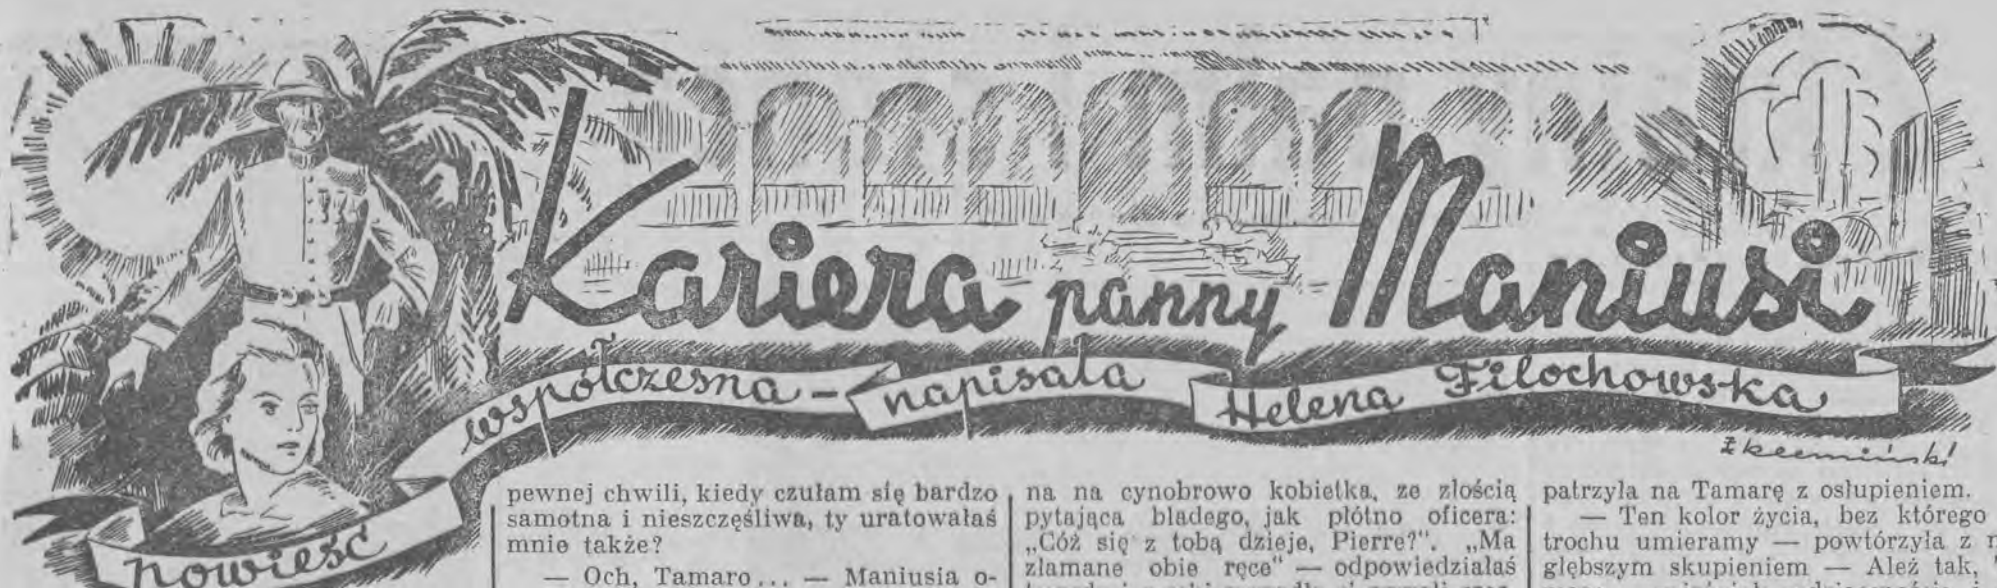 Kariera panny Maniusi
powieść współczesna – napisała Helena Filochowska
pewnej chwili, kiedy czułam się bardzo
samotna i nieszczęśliwa, ty uratowałaś
mnie także?
— Och, Tamaro... — Maniusia o-
na na cynobrowo kobietka, ze złością
pytająca bladego, jak płótno oficera:
„Cóż się z tobą dzieje, Pierre?". „Ma
złamane obie ręce" — odpowiedziałaś
patrzyła na Tamarę z osłupieniem.
— Ten kolor życia, bez którego
trochu umieramy — powtórzyła z
głębszym skupieniem — Ależ tak,